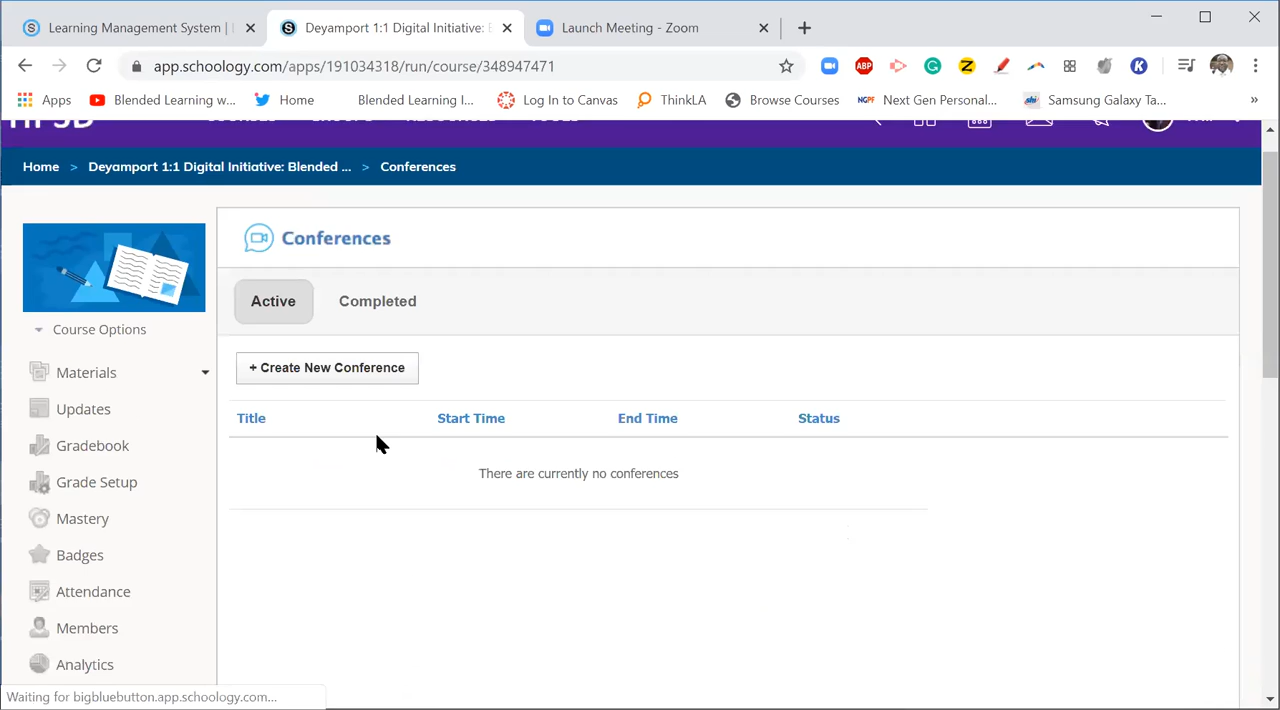 Learning Management System |
Deyamport 1:1 Digital Initiative:
Launch Meeting - Zoom
app.schoology.com/apps/191034318/run/course/348947471
ABP
Z
K
Apps
Blended Learning w...
Home
Blended Learning I...
Log In to Canvas
ThinkLA
NGPF
Browse Courses
Next Gen Personal...
Samsung Galaxy Ta...
»
Home > Deyamport 1:1 Digital Initiative: Blended ... > Conferences
Conferences
Active
Completed
Course Options
+ Create New Conference
Materials
Updates
Title
Start Time
End Time
Status
Gradebook
There are currently no conferences
Grade Setup
Mastery
Badges
Attendance
Members
Analytics
Waiting for bigbluebutton.app.schoology.com...